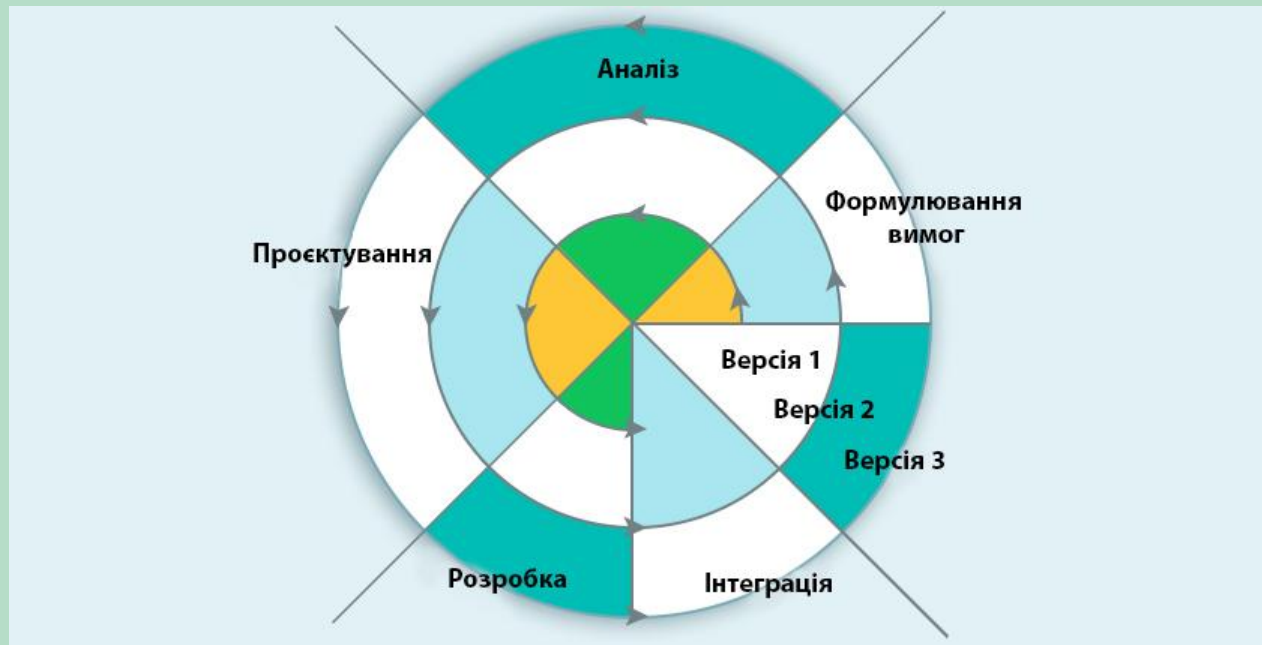 Аналіз
Формулювання
вимог
Проєктування
Версія 1
Версія 2
Версія 3
Розробка
Інтеграція